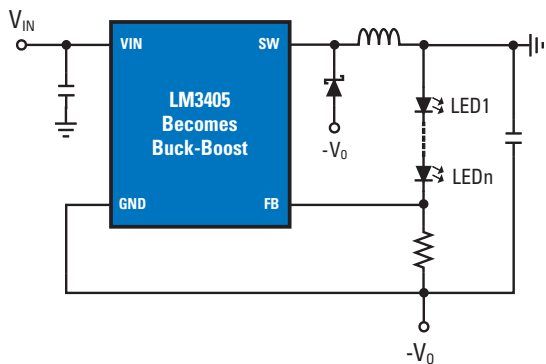 VIN
VIN
SW
LM3405
Becomes
Buck-Boost
-V0
LED1
LEDn
GND
FB
-V0